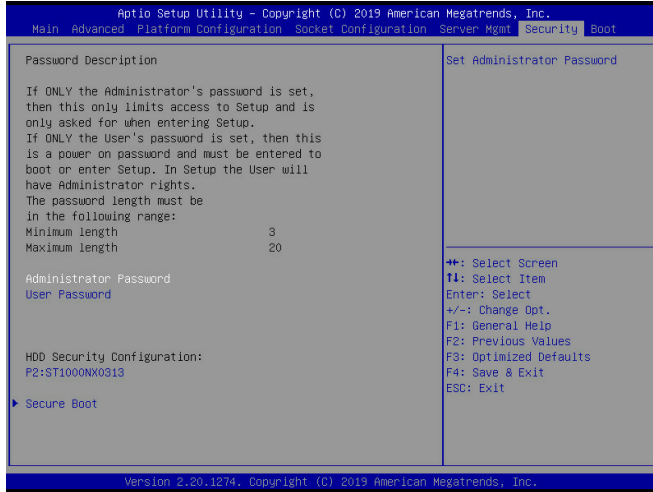 Aptio Setup Utility – Copyright (C) 2019 American Megatrends, Inc.
Main Advanced Platform Configuration Socket Configuration Server Mgmt Security Boot
Password Description
If ONLY the Administrator's password is set,
then this only limits access to Setup and is
only asked for when entering Setup.
If ONLY the User's password is set, then this
is a power on password and must be entered to
boot or enter Setup. In Setup the User will
have Administrator rights.
The password length must be
in the following range:
Minimum length 3
Maximum length 20
Administrator Password
User Password
HDD Security Configuration:
P2:ST1000NX0313
Secure Boot
Set Administrator Password
→←: Select Screen
↑↓: Select Item
Enter: Select
+/-: Change Opt.
F1: General Help
F2: Previous Values
F3: Optimized Defaults
F4: Save & Exit
ESC: Exit
Version 2.20.1274. Copyright (C) 2019 American Megatrends, Inc.